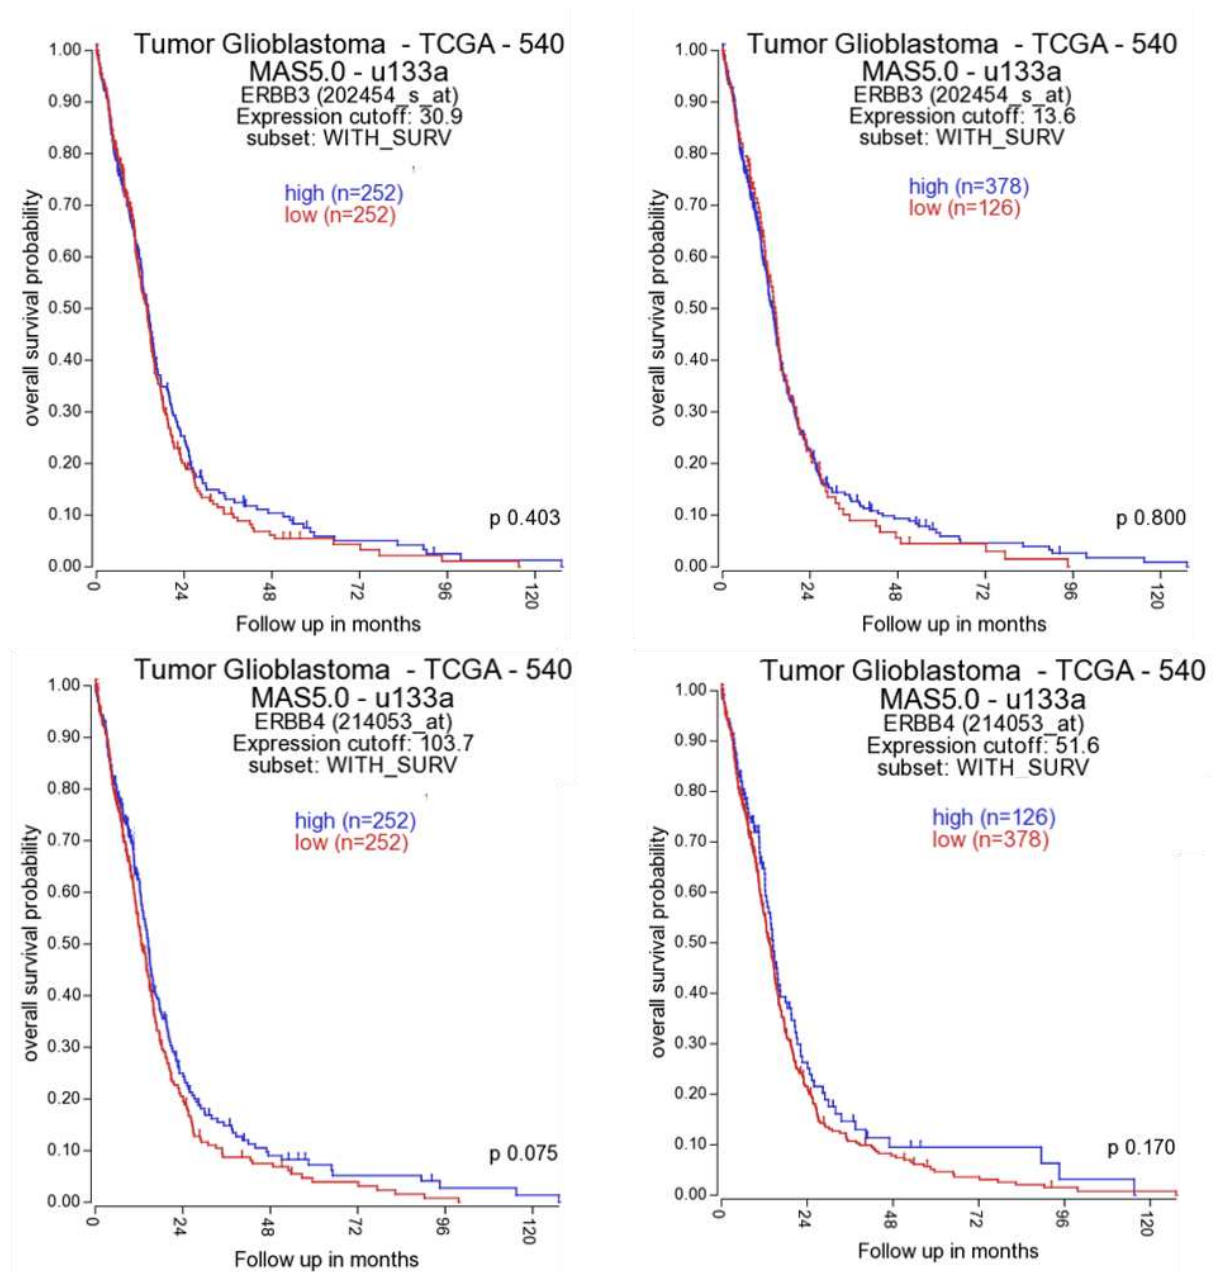 Tumor Glioblastoma - TCGA - 540
MAS5.0 - u133a
ERBB3 (202454_s_at)
Expression cutoff: 30.9
subset: WITH_SURV
high (n=252)
low (n=252)
overall survival probability
1.00
0.90
0.80
0.70
0.60
0.50
0.40
0.30
0.20
0.10
0.00
p 0.403
0 24 48 72 96 120
Follow up in months
Tumor Glioblastoma - TCGA - 540
MAS5.0 - u133a
ERBB3 (202454_s_at)
Expression cutoff: 13.6
subset: WITH_SURV
high (n=378)
low (n=126)
overall survival probability
1.00
0.90
0.80
0.70
0.60
0.50
0.40
0.30
0.20
0.10
0.00
p 0.800
0 24 48 72 96 120
Follow up in months
Tumor Glioblastoma - TCGA - 540
MAS5.0 - u133a
ERBB4 (214053_at)
Expression cutoff: 103.7
subset: WITH_SURV
high (n=252)
low (n=252)
overall survival probability
1.00
0.90
0.80
0.70
0.60
0.50
0.40
0.30
0.20
0.10
0.00
p 0.075
0 24 48 72 96 120
Follow up in months
Tumor Glioblastoma - TCGA - 540
MAS5.0 - u133a
ERBB4 (214053_at)
Expression cutoff: 51.6
subset: WITH_SURV
high (n=126)
low (n=378)
overall survival probability
1.00
0.90
0.80
0.70
0.60
0.50
0.40
0.30
0.20
0.10
0.00
p 0.170
0 24 48 72 96 120
Follow up in months